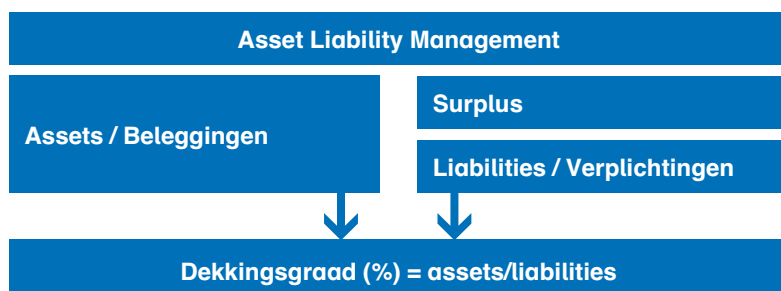 Asset Liability Management
Assets / Beleggingen
Surplus
Liabilities / Verplichtingen
Dekkingsgraad (%) = assets/liabilities